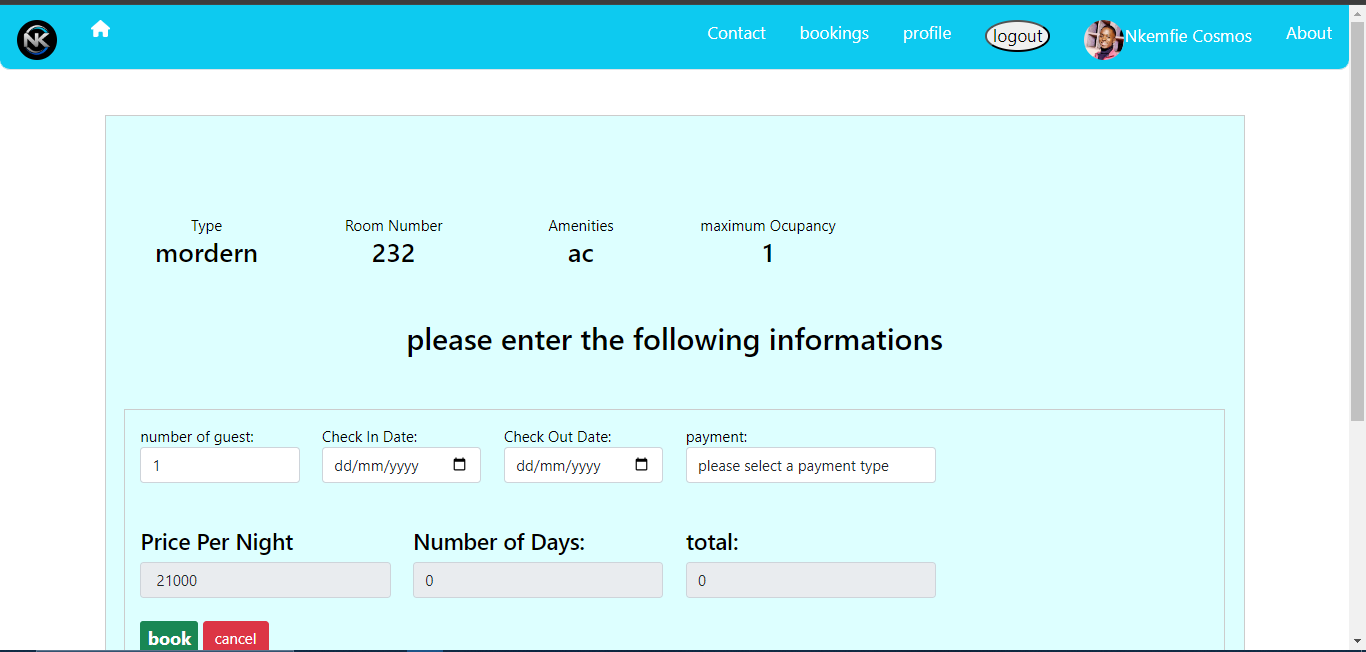 NK
Contact bookings profile logout Nkemfie Cosmos About
Type Room Number Amenities maximum Ocupancy
mordern 232 ac 1
please enter the following informations
number of guest: Check In Date: Check Out Date: payment:
1 dd/mm/yyyy dd/mm/yyyy please select a payment type
Price Per Night Number of Days: total:
21000 0 0
book cancel